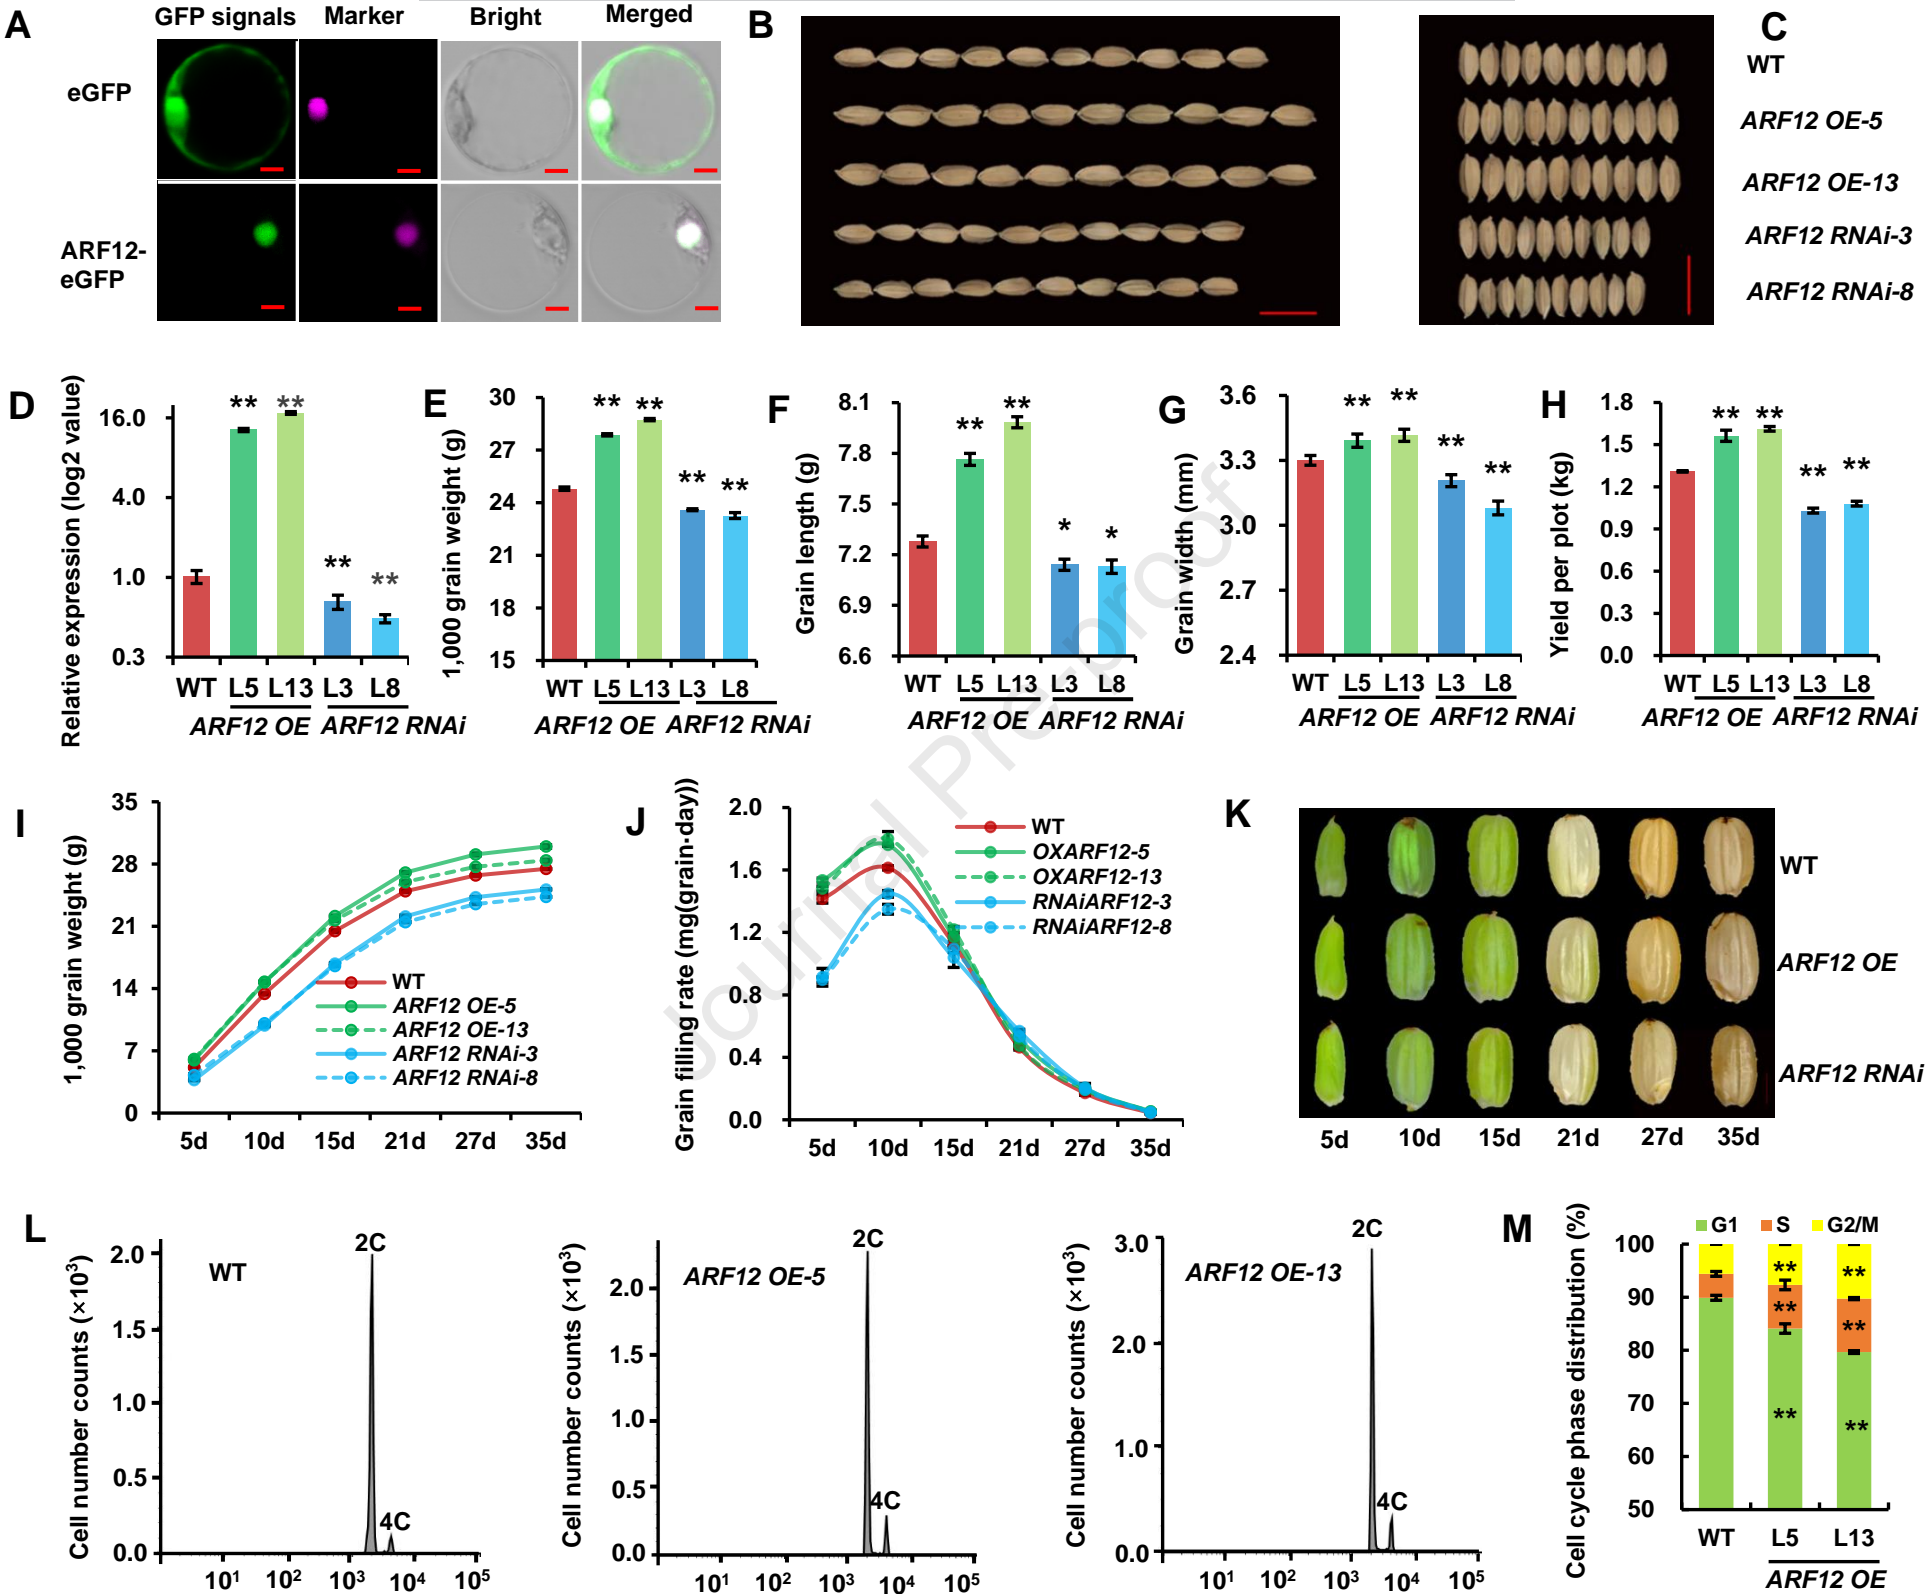 A
GFP signals Marker Bright Merged
eGFP
ARF12-
eGFP
B
C
WT
ARF12 OE-5
ARF12 OE-13
ARF12 RNAi-3
ARF12 RNAi-8
D
Relative expression (log2 value)
16.0
4.0
1.0
0.3
** ** ** **
WT L5 L13 L3 L8
ARF12 OE ARF12 RNAi
E
1,000 grain weight (g)
30
27
24
21
18
15
** ** ** **
WT L5 L13 L3 L8
ARF12 OE ARF12 RNAi
F
Grain length (g)
8.1
7.8
7.5
7.2
6.9
6.6
** ** * *
WT L5 L13 L3 L8
ARF12 OE ARF12 RNAi
G
Grain width (mm)
3.6
3.3
3.0
2.7
2.4
** ** ** **
WT L5 L13 L3 L8
ARF12 OE ARF12 RNAi
H
Yield per plot (kg)
1.8
1.5
1.2
0.9
0.6
0.3
0.0
** ** ** **
WT L5 L13 L3 L8
ARF12 OE ARF12 RNAi
Journal Pre-proof
I
1,000 grain weight (g)
35
28
21
14
7
0
WT
ARF12 OE-5
ARF12 OE-13
ARF12 RNAi-3
ARF12 RNAi-8
5d 10d 15d 21d 27d 35d
J
Grain filling rate (mg(grain·day))
2.0
1.6
1.2
0.8
0.4
0.0
WT
OXARF12-5
OXARF12-13
RNAiARF12-3
RNAiARF12-8
5d 10d 15d 21d 27d 35d
K
WT
ARF12 OE
ARF12 RNAi
5d 10d 15d 21d 27d 35d
L
Cell number counts (×10³)
2.0
1.5
1.0
0.5
0.0
WT
2C
4C
10¹ 10² 10³ 10⁴ 10⁵
Cell number counts (×10³)
2.0
1.5
1.0
0.5
0.0
ARF12 OE-5
2C
4C
10¹ 10² 10³ 10⁴ 10⁵
Cell number counts (×10³)
3.0
2.0
1.0
0.0
ARF12 OE-13
2C
4C
10¹ 10² 10³ 10⁴ 10⁵
M
Cell cycle phase distribution (%)
G1 S G2/M
100
90
80
70
60
50
** **
** **
** **
WT L5 L13
ARF12 OE